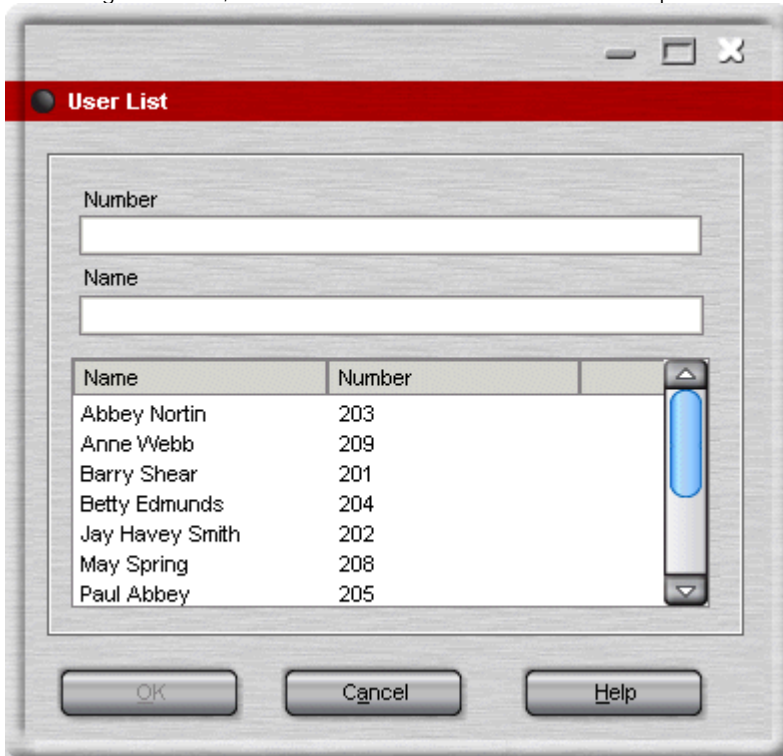 User List
Number
Name
Name Number
Abbey Nortin 203
Anne Webb 209
Barry Shear 201
Betty Edmunds 204
Jay Havey Smith 202
May Spring 208
Paul Abbey 205
OK Cancel Help